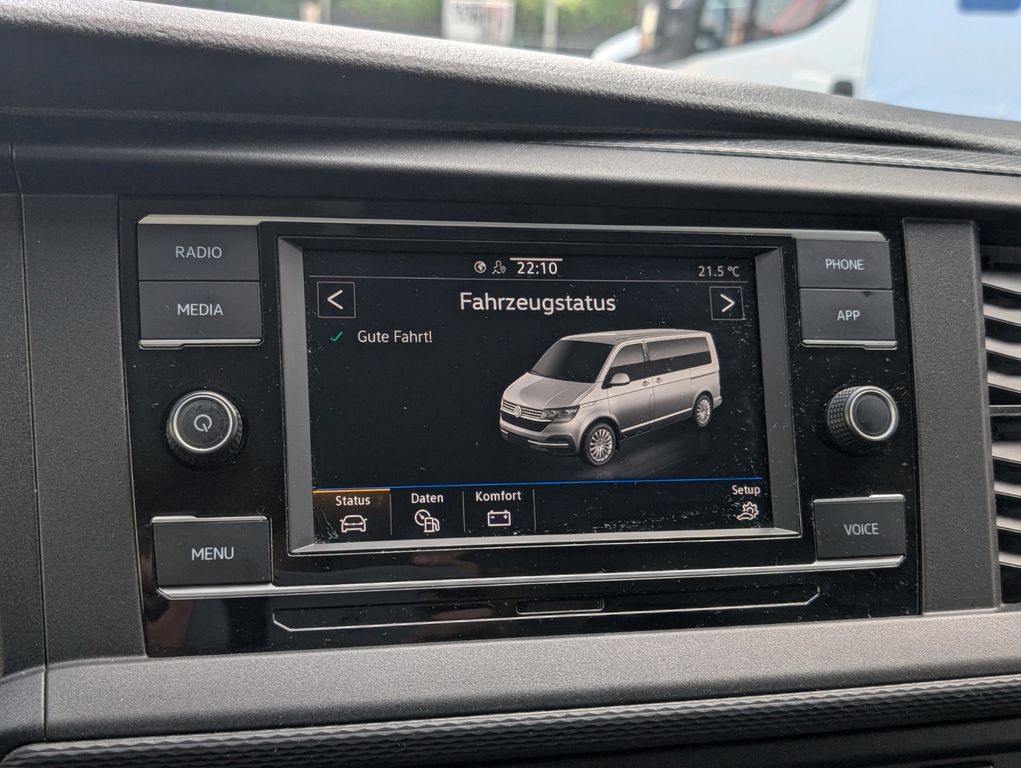 RADIO
MEDIA
MENU
22:10
21.5 °C
<
Fahrzeugstatus
>
✓ Gute Fahrt!
Status
Daten
Komfort
Setup
PHONE
APP
VOICE